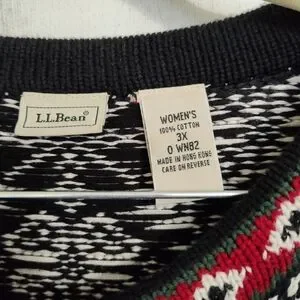 L.L.Bean®
WOMEN'S
100% COTTON
3X
0 WN82
MADE IN HONG KONG
CARE ON REVERSE